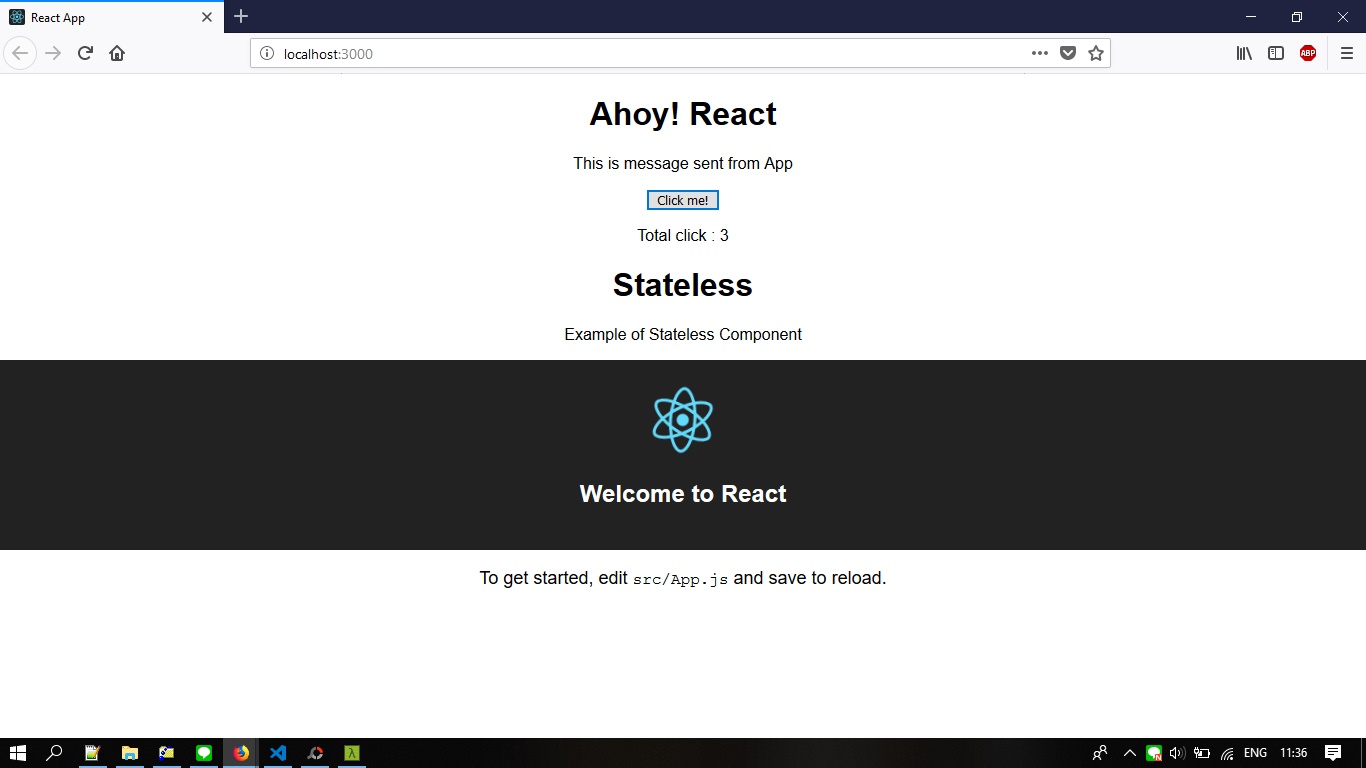 React App
localhost:3000
ABP
Ahoy! React
This is message sent from App
Click me!
Total click : 3
Stateless
Example of Stateless Component
Welcome to React
To get started, edit src/App.js and save to reload.
ENG 11:36